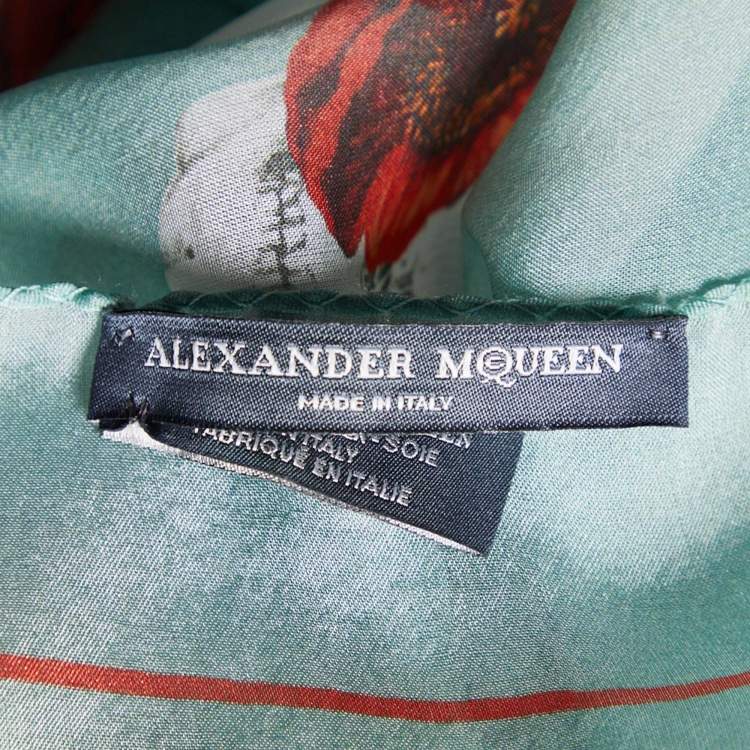 ALEXANDER MCQUEEN
MADE IN ITALY
SOIE
ITALY
FABRIQUÉ EN ITALIE